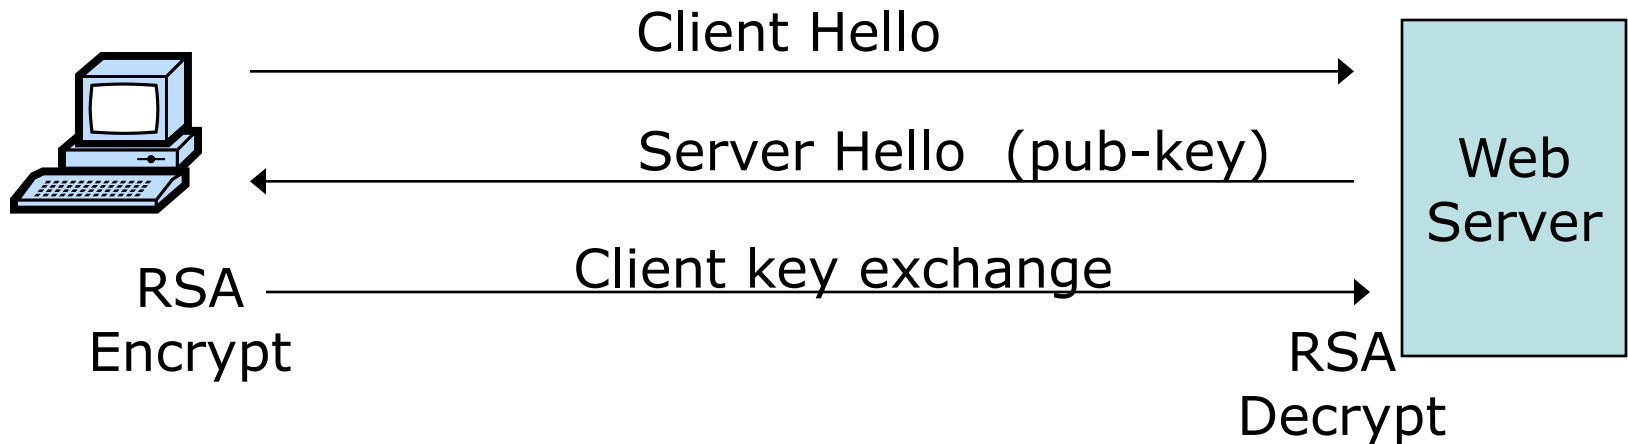 Client Hello
Server Hello (pub-key)
Web
Server
Client key exchange
RSA
Encrypt
RSA
Decrypt